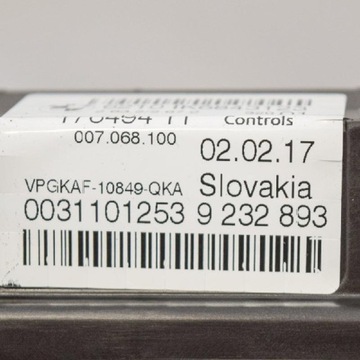 Controls
007.068.100
02.02.17
VPGKAF-10849-QKA Slovakia
0031101253 9 232 893